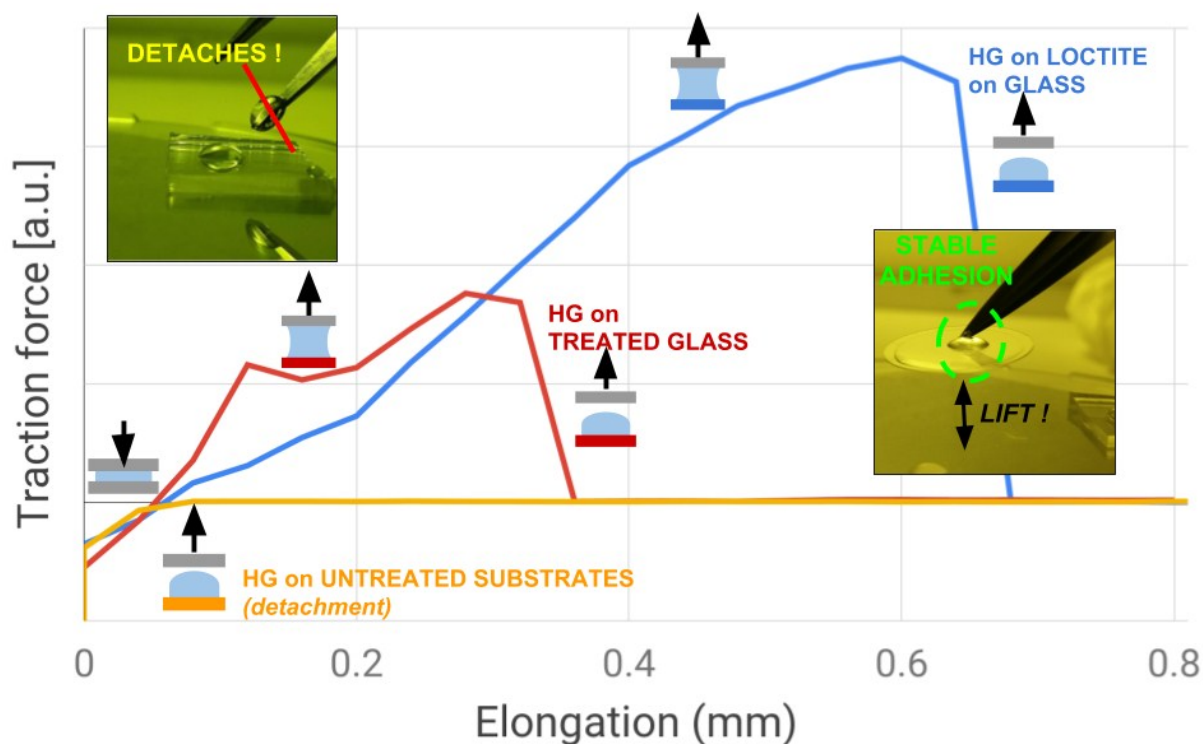 DETACHES !
HG on LOCTITE
on GLASS
STABLE
ADHESION
LIFT !
HG on
TREATED GLASS
HG on UNTREATED SUBSTRATES
(detachment)
Traction force [a.u.]
0
0.2
0.4
0.6
0.8
Elongation (mm)